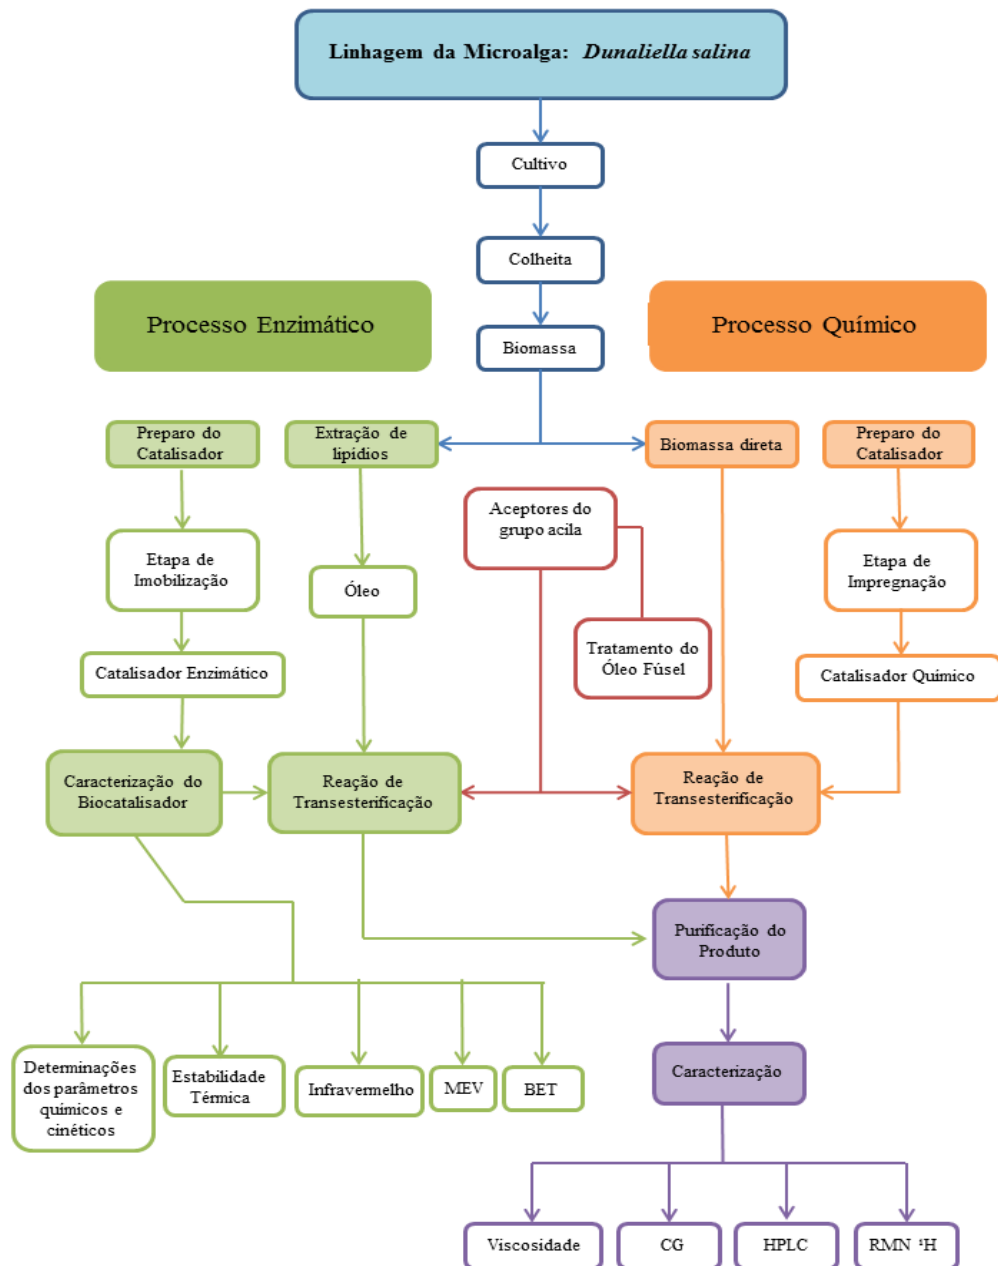 Linhagem da Microalga: Dunaliella salina
Cultivo
Colheita
Processo Enzimático
Processo Químico
Biomassa
Preparo do
Catalisador
Extração de
lipídios
Biomassa direta
Preparo do
Catalisador
Aceptores do
grupo acila
Etapa de
Imobilização
Óleo
Etapa de
Impregnação
Tratamento do
Óleo Fúsel
Catalisador Enzimático
Catalisador Químico
Caracterização do
Biocatalisador
Reação de
Transesterificação
Reação de
Transesterificação
Purificação do
Produto
Determinações
dos parâmetros
químicos e
cinéticos
Estabilidade
Térmica
Infravermelho
MEV
BET
Caracterização
Viscosidade
CG
HPLC
RMN ¹H